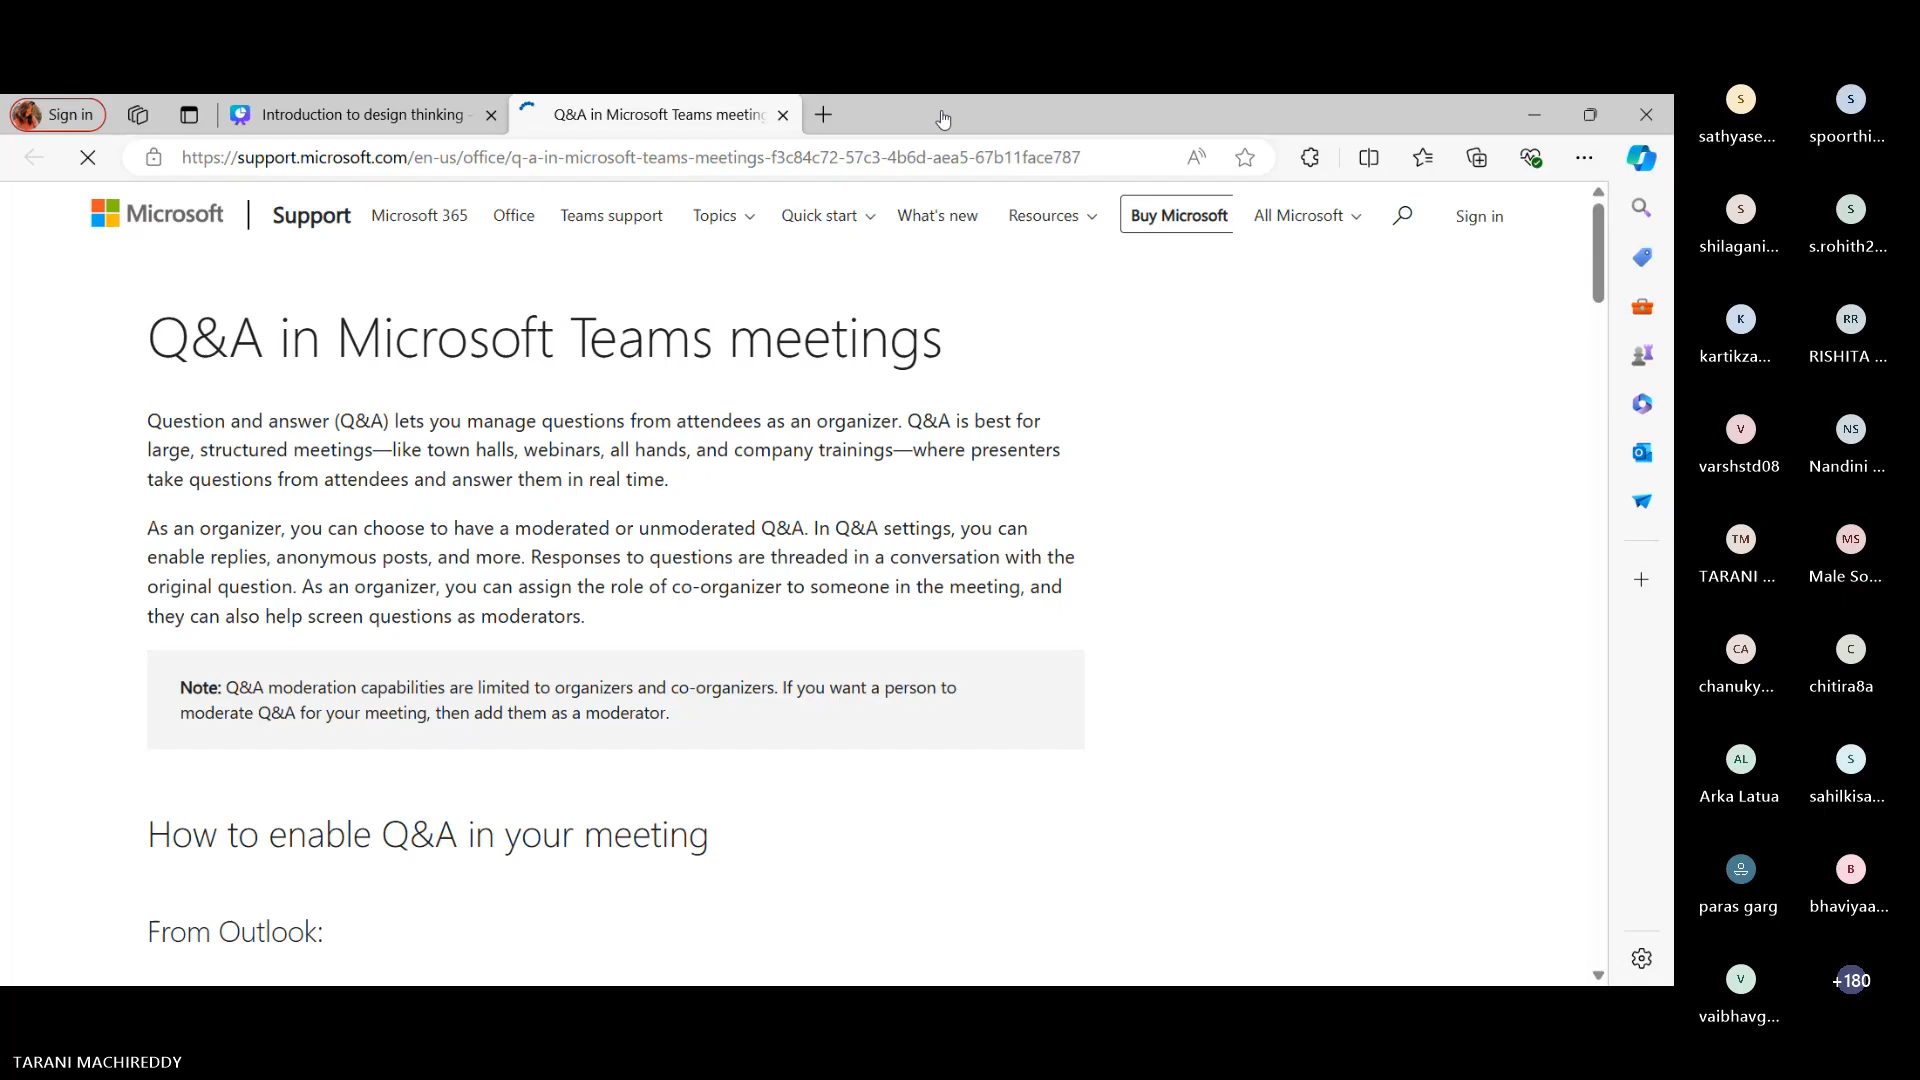 Sign in
Introduction to design thinking -
Q&A in Microsoft Teams meeting
https://support.microsoft.com/en-us/office/q-a-in-microsoft-teams-meetings-f3c84c72-57c3-4b6d-aea5-67b11face787
Microsoft
Support
Microsoft 365
Office
Teams support
Topics
Quick start
What's new
Resources
Buy Microsoft
All Microsoft
Sign in
Q&A in Microsoft Teams meetings
Question and answer (Q&A) lets you manage questions from attendees as an organizer. Q&A is best for
large, structured meetings—like town halls, webinars, all hands, and company trainings—where presenters
take questions from attendees and answer them in real time.
As an organizer, you can choose to have a moderated or unmoderated Q&A. In Q&A settings, you can
enable replies, anonymous posts, and more. Responses to questions are threaded in a conversation with the
original question. As an organizer, you can assign the role of co-organizer to someone in the meeting, and
they can also help screen questions as moderators.
Note: Q&A moderation capabilities are limited to organizers and co-organizers. If you want a person to
moderate Q&A for your meeting, then add them as a moderator.
How to enable Q&A in your meeting
From Outlook:
S
sathyase...
S
spoorthi...
S
shilagani...
S
s.rohith2...
K
kartikza...
RR
RISHITA ...
V
varshstd08
NS
Nandini ...
TM
TARANI ...
MS
Male So...
CA
chanuky...
C
chitira8a
AL
Arka Latua
S
sahilkisa...
paras garg
B
bhaviyaa...
V
vaibhavg...
+180
TARANI MACHIREDDY